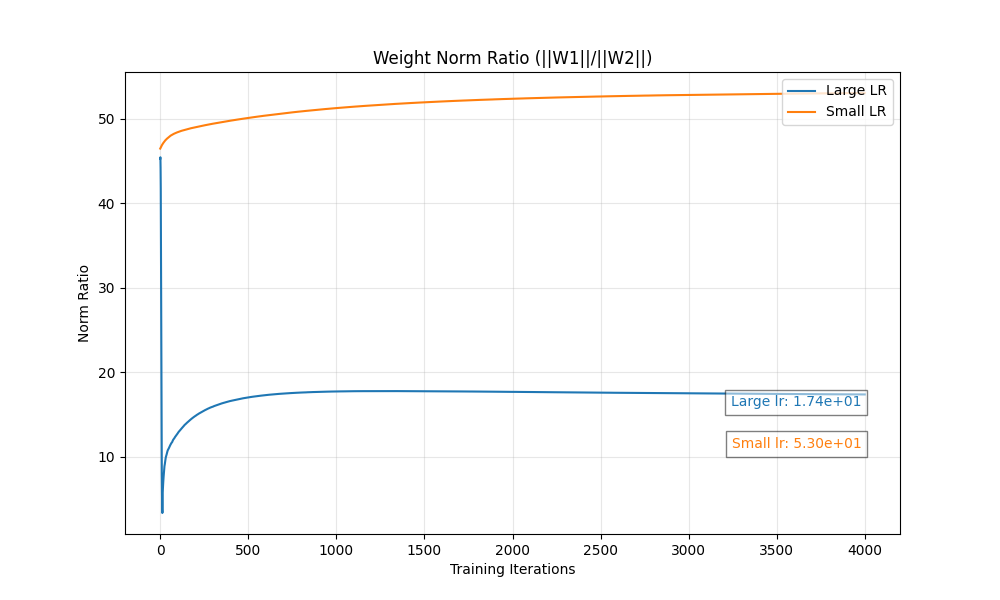 Weight Norm Ratio (||W1||/||W2||)
Large LR
Small LR
Norm Ratio
50
40
30
20
10
Large lr: 1.74e+01
Small lr: 5.30e+01
0
500
1000
1500
2000
2500
3000
3500
4000
Training Iterations